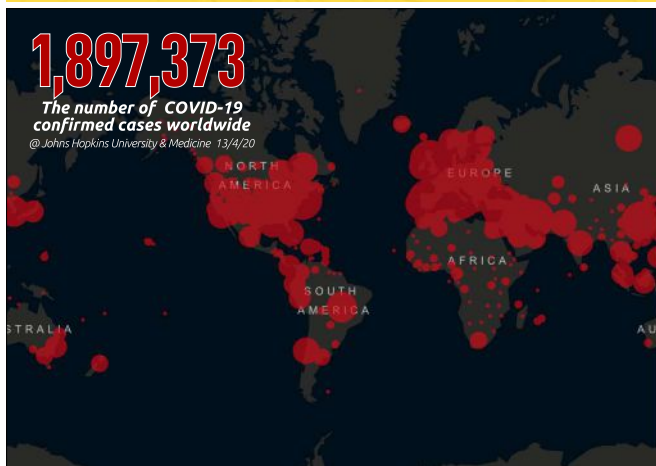 1,897,373
The number of COVID-19
confirmed cases worldwide
@ Johns Hopkins University & Medicine 13/4/20
NORTH
AMERICA
EUROPE
ASIA
AFRICA
SOUTH
AMERICA
STRALIA
AU